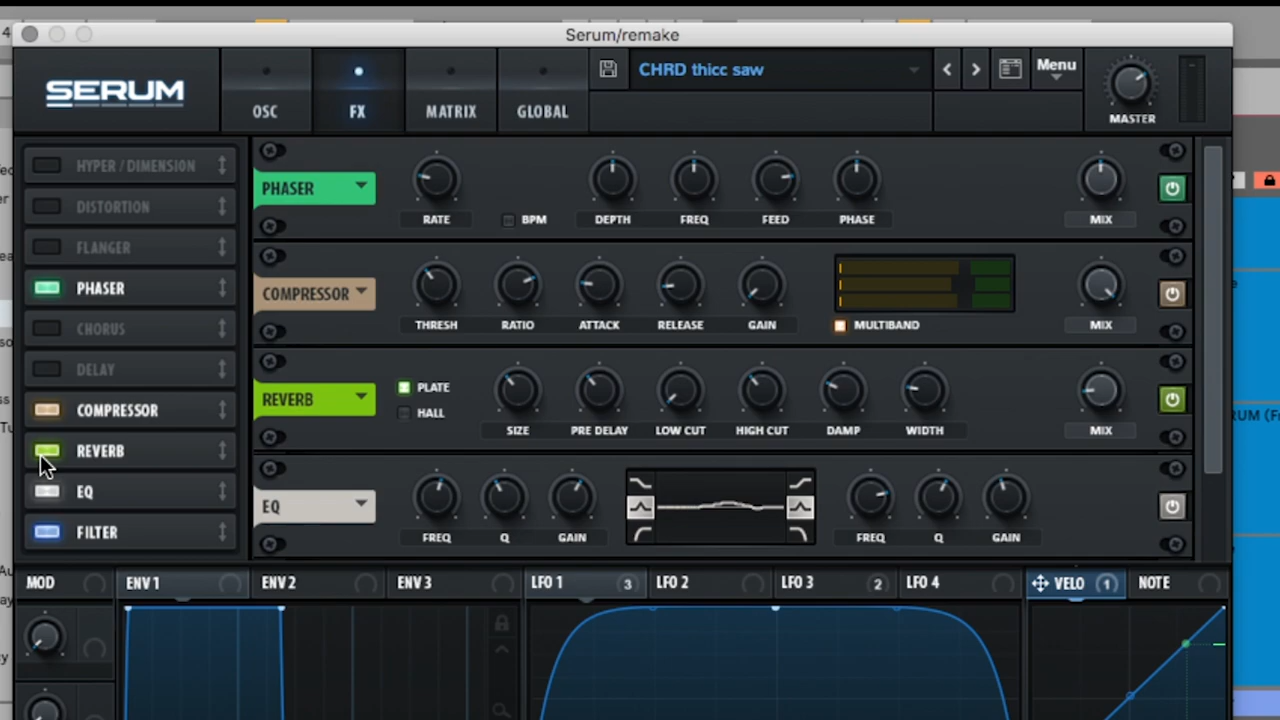 Serum/remake
SERUM
OSC
FX
MATRIX
GLOBAL
CHRD thicc saw
Menu
MASTER
HYPER / DIMENSION
DISTORTION
FLANGER
PHASER
CHORUS
DELAY
COMPRESSOR
REVERB
EQ
FILTER
PHASER
RATE
BPM
DEPTH
FREQ
FEED
PHASE
MIX
COMPRESSOR
THRESH
RATIO
ATTACK
RELEASE
GAIN
MULTIBAND
MIX
REVERB
PLATE
HALL
SIZE
PRE DELAY
LOW CUT
HIGH CUT
DAMP
WIDTH
MIX
EQ
FREQ
Q
GAIN
FREQ
Q
GAIN
MOD
ENV 1
ENV 2
ENV 3
LFO 1
3
LFO 2
LFO 3
2
LFO 4
VELO
1
NOTE